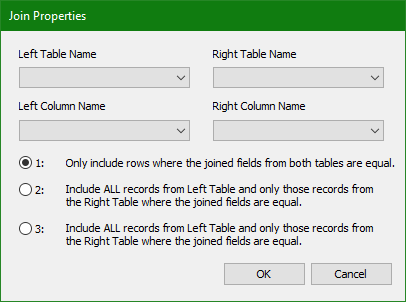 Join Properties
Left Table Name
Right Table Name
Left Column Name
Right Column Name
1: Only include rows where the joined fields from both tables are equal.
2: Include ALL records from Left Table and only those records from
the Right Table where the joined fields are equal.
3: Include ALL records from Left Table and only those records from
the Right Table where the joined fields are equal.
OK
Cancel